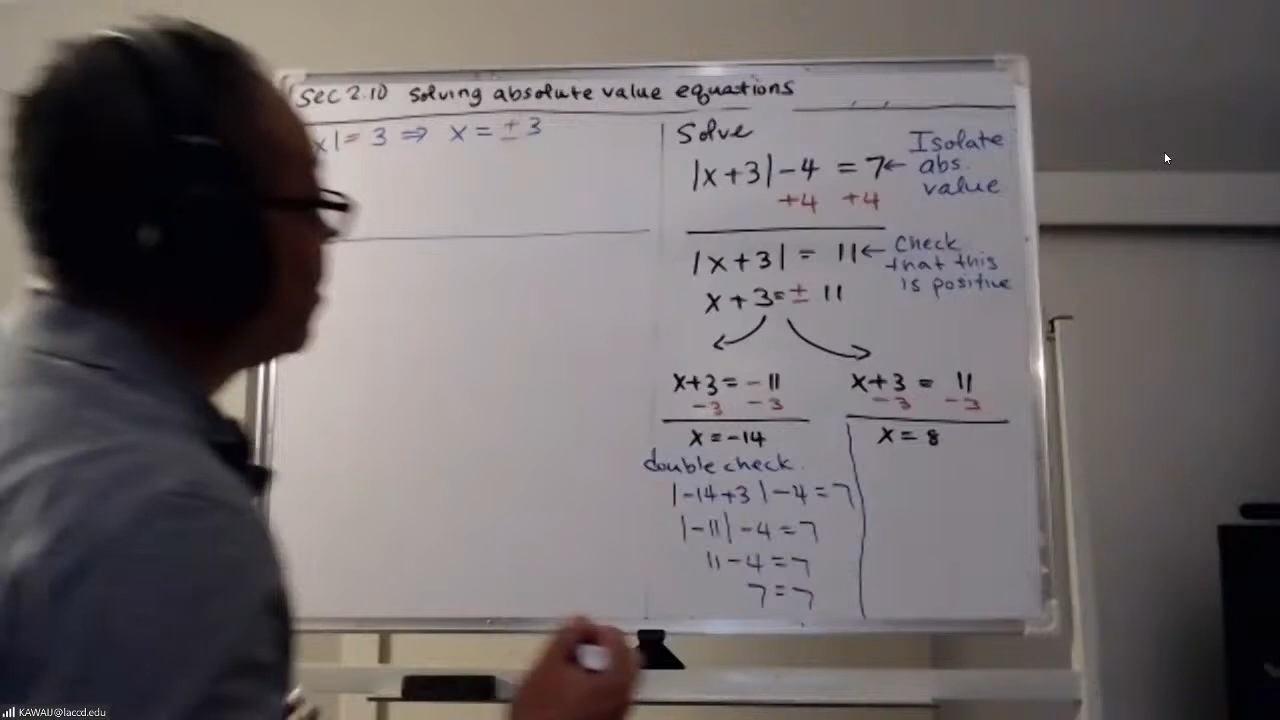 Sec 2.10 Solving absolute value equations
x| = 3 ⇒ x = ± 3
Solve
|x+3| - 4 = 7 ← Isolate abs. value
+4 +4
|x+3| = 11 ← Check that this is positive
x + 3 = ± 11
x+3 = -11
-3 -3
x = -14
double check
|-14+3| - 4 = 7
|-11| - 4 = 7
11 - 4 = 7
7 = 7
x+3 = 11
-3 -3
x = 8
KAWAIJ@laccd.edu